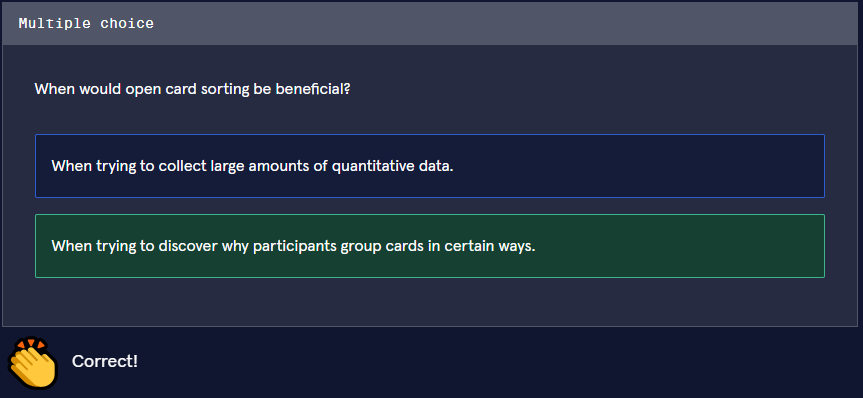 Multiple choice
When would open card sorting be beneficial?
When trying to collect large amounts of quantitative data.
When trying to discover why participants group cards in certain ways.
Correct!